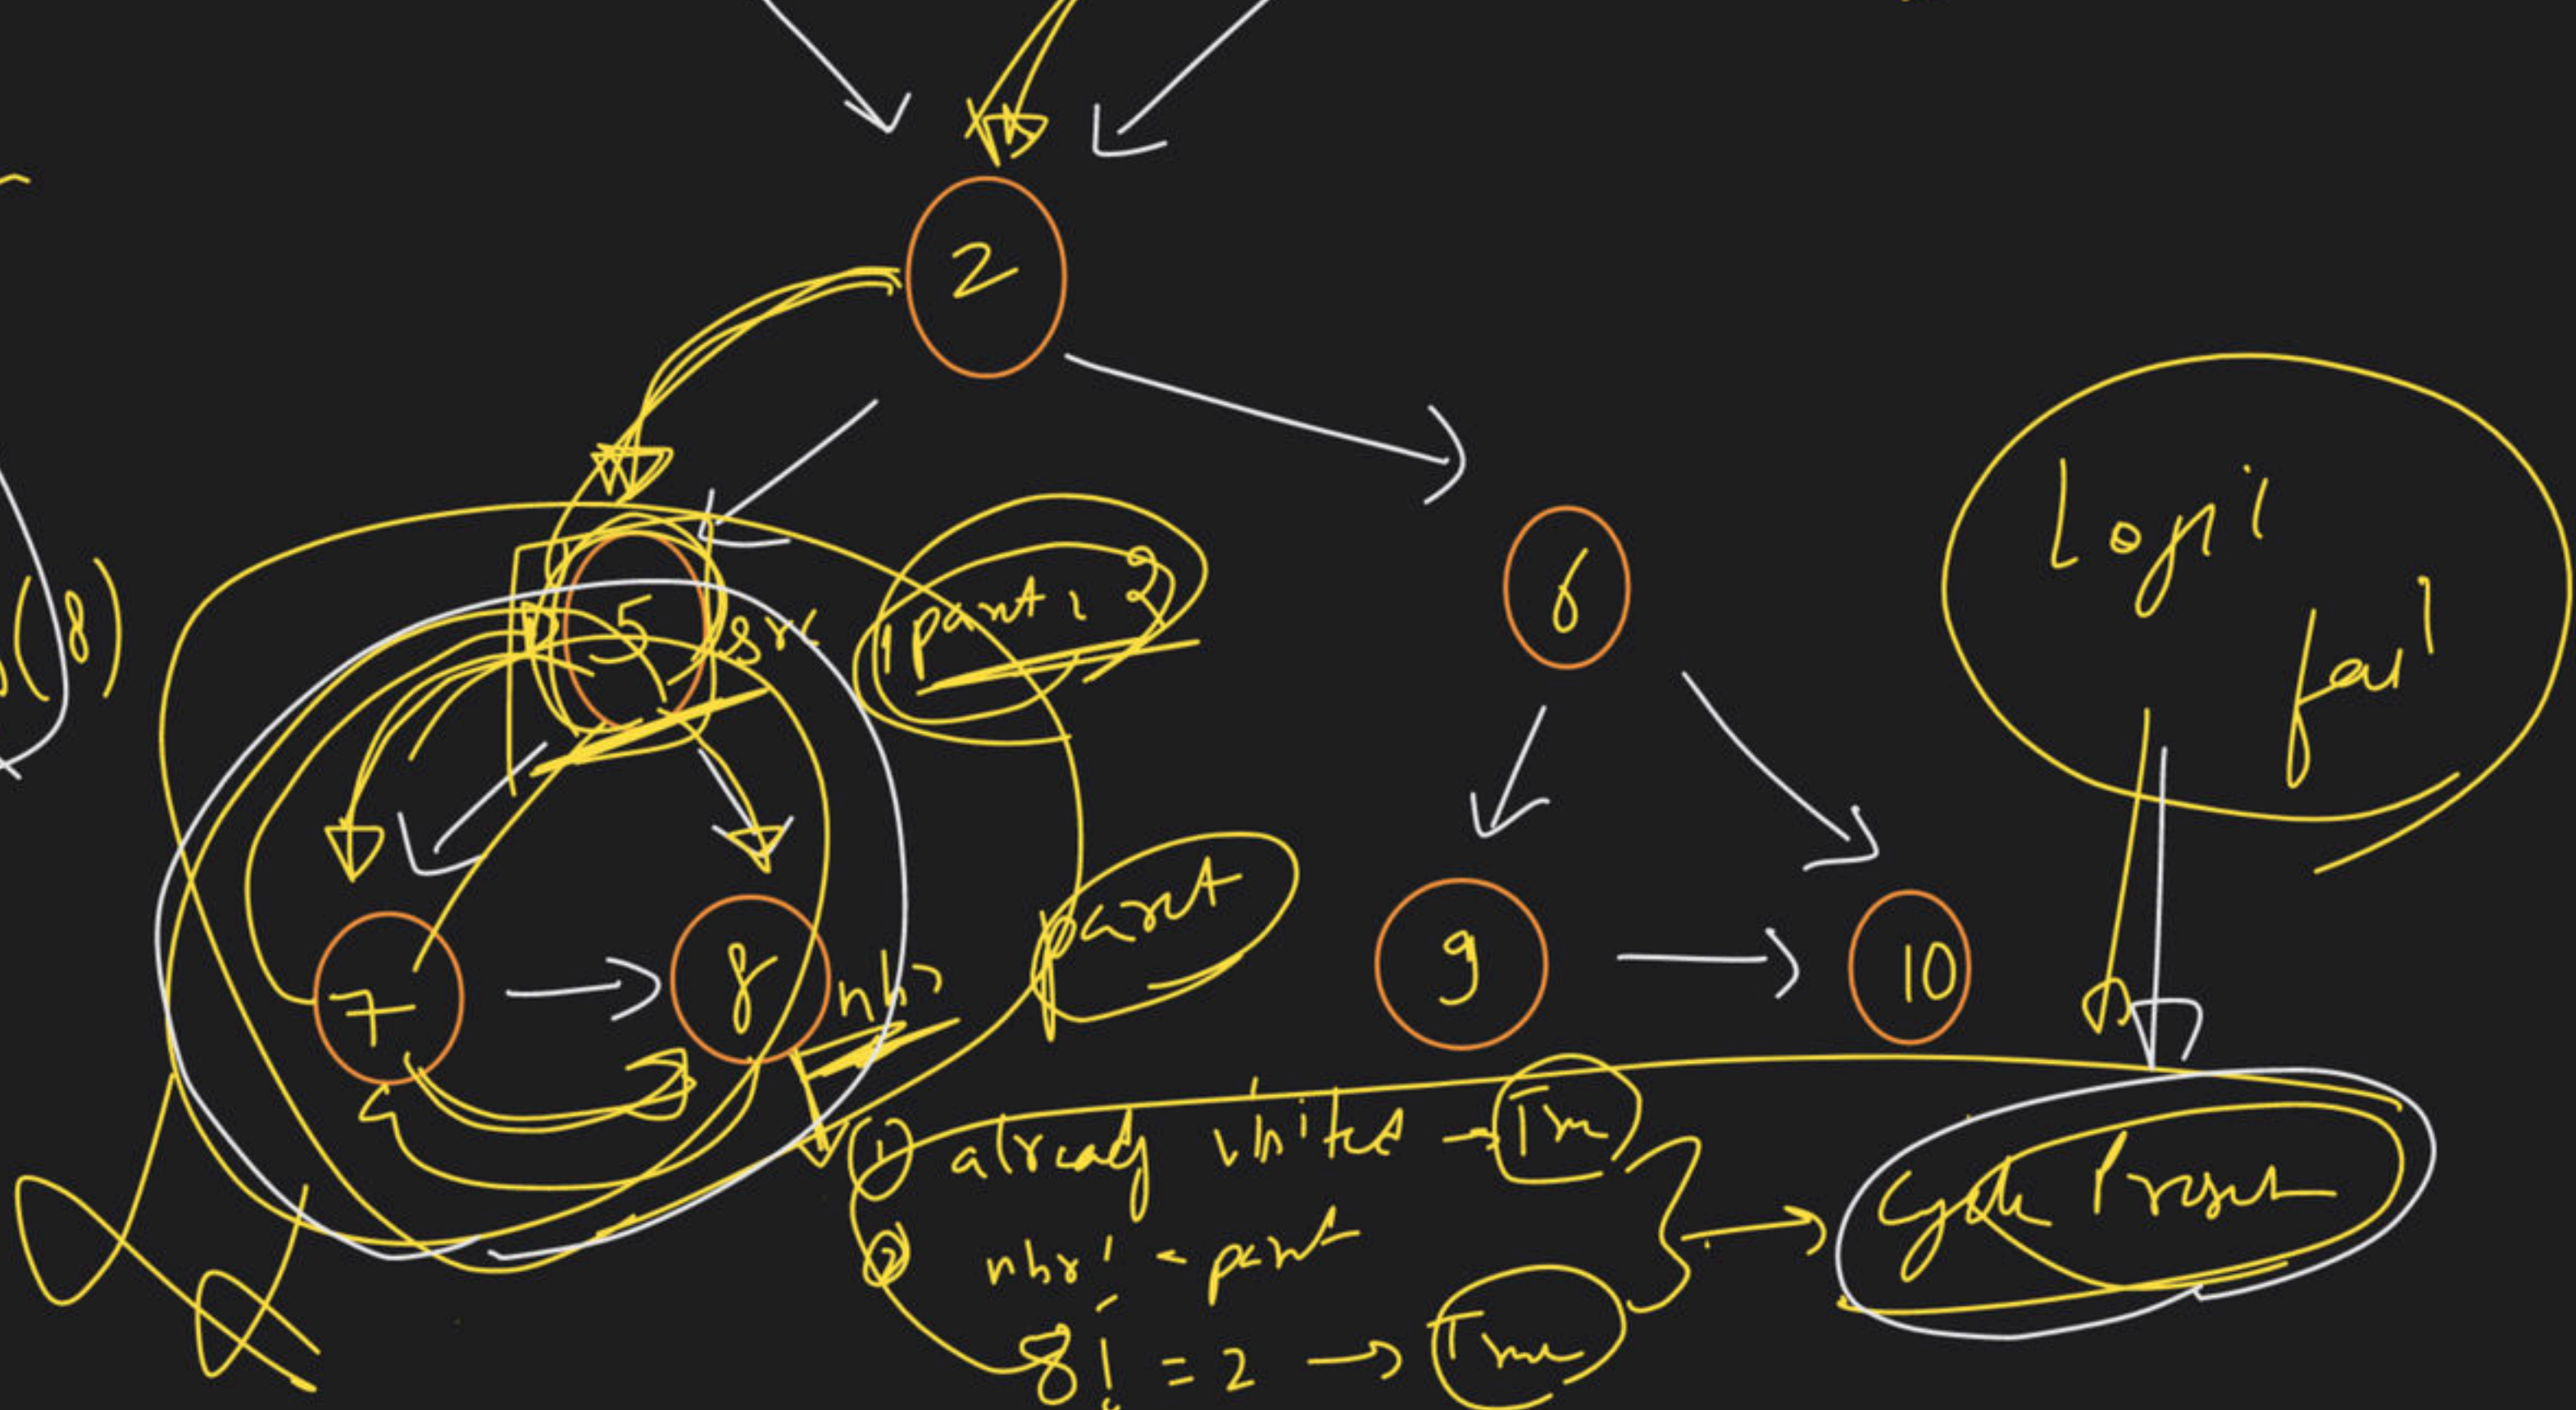 2
(8)
5
src
parent : 2
6
Logic fail
7
8
nbr
parent
9
10
① already visited → True
② nbr != parent
8 != 2 → True
→ Cycle Present